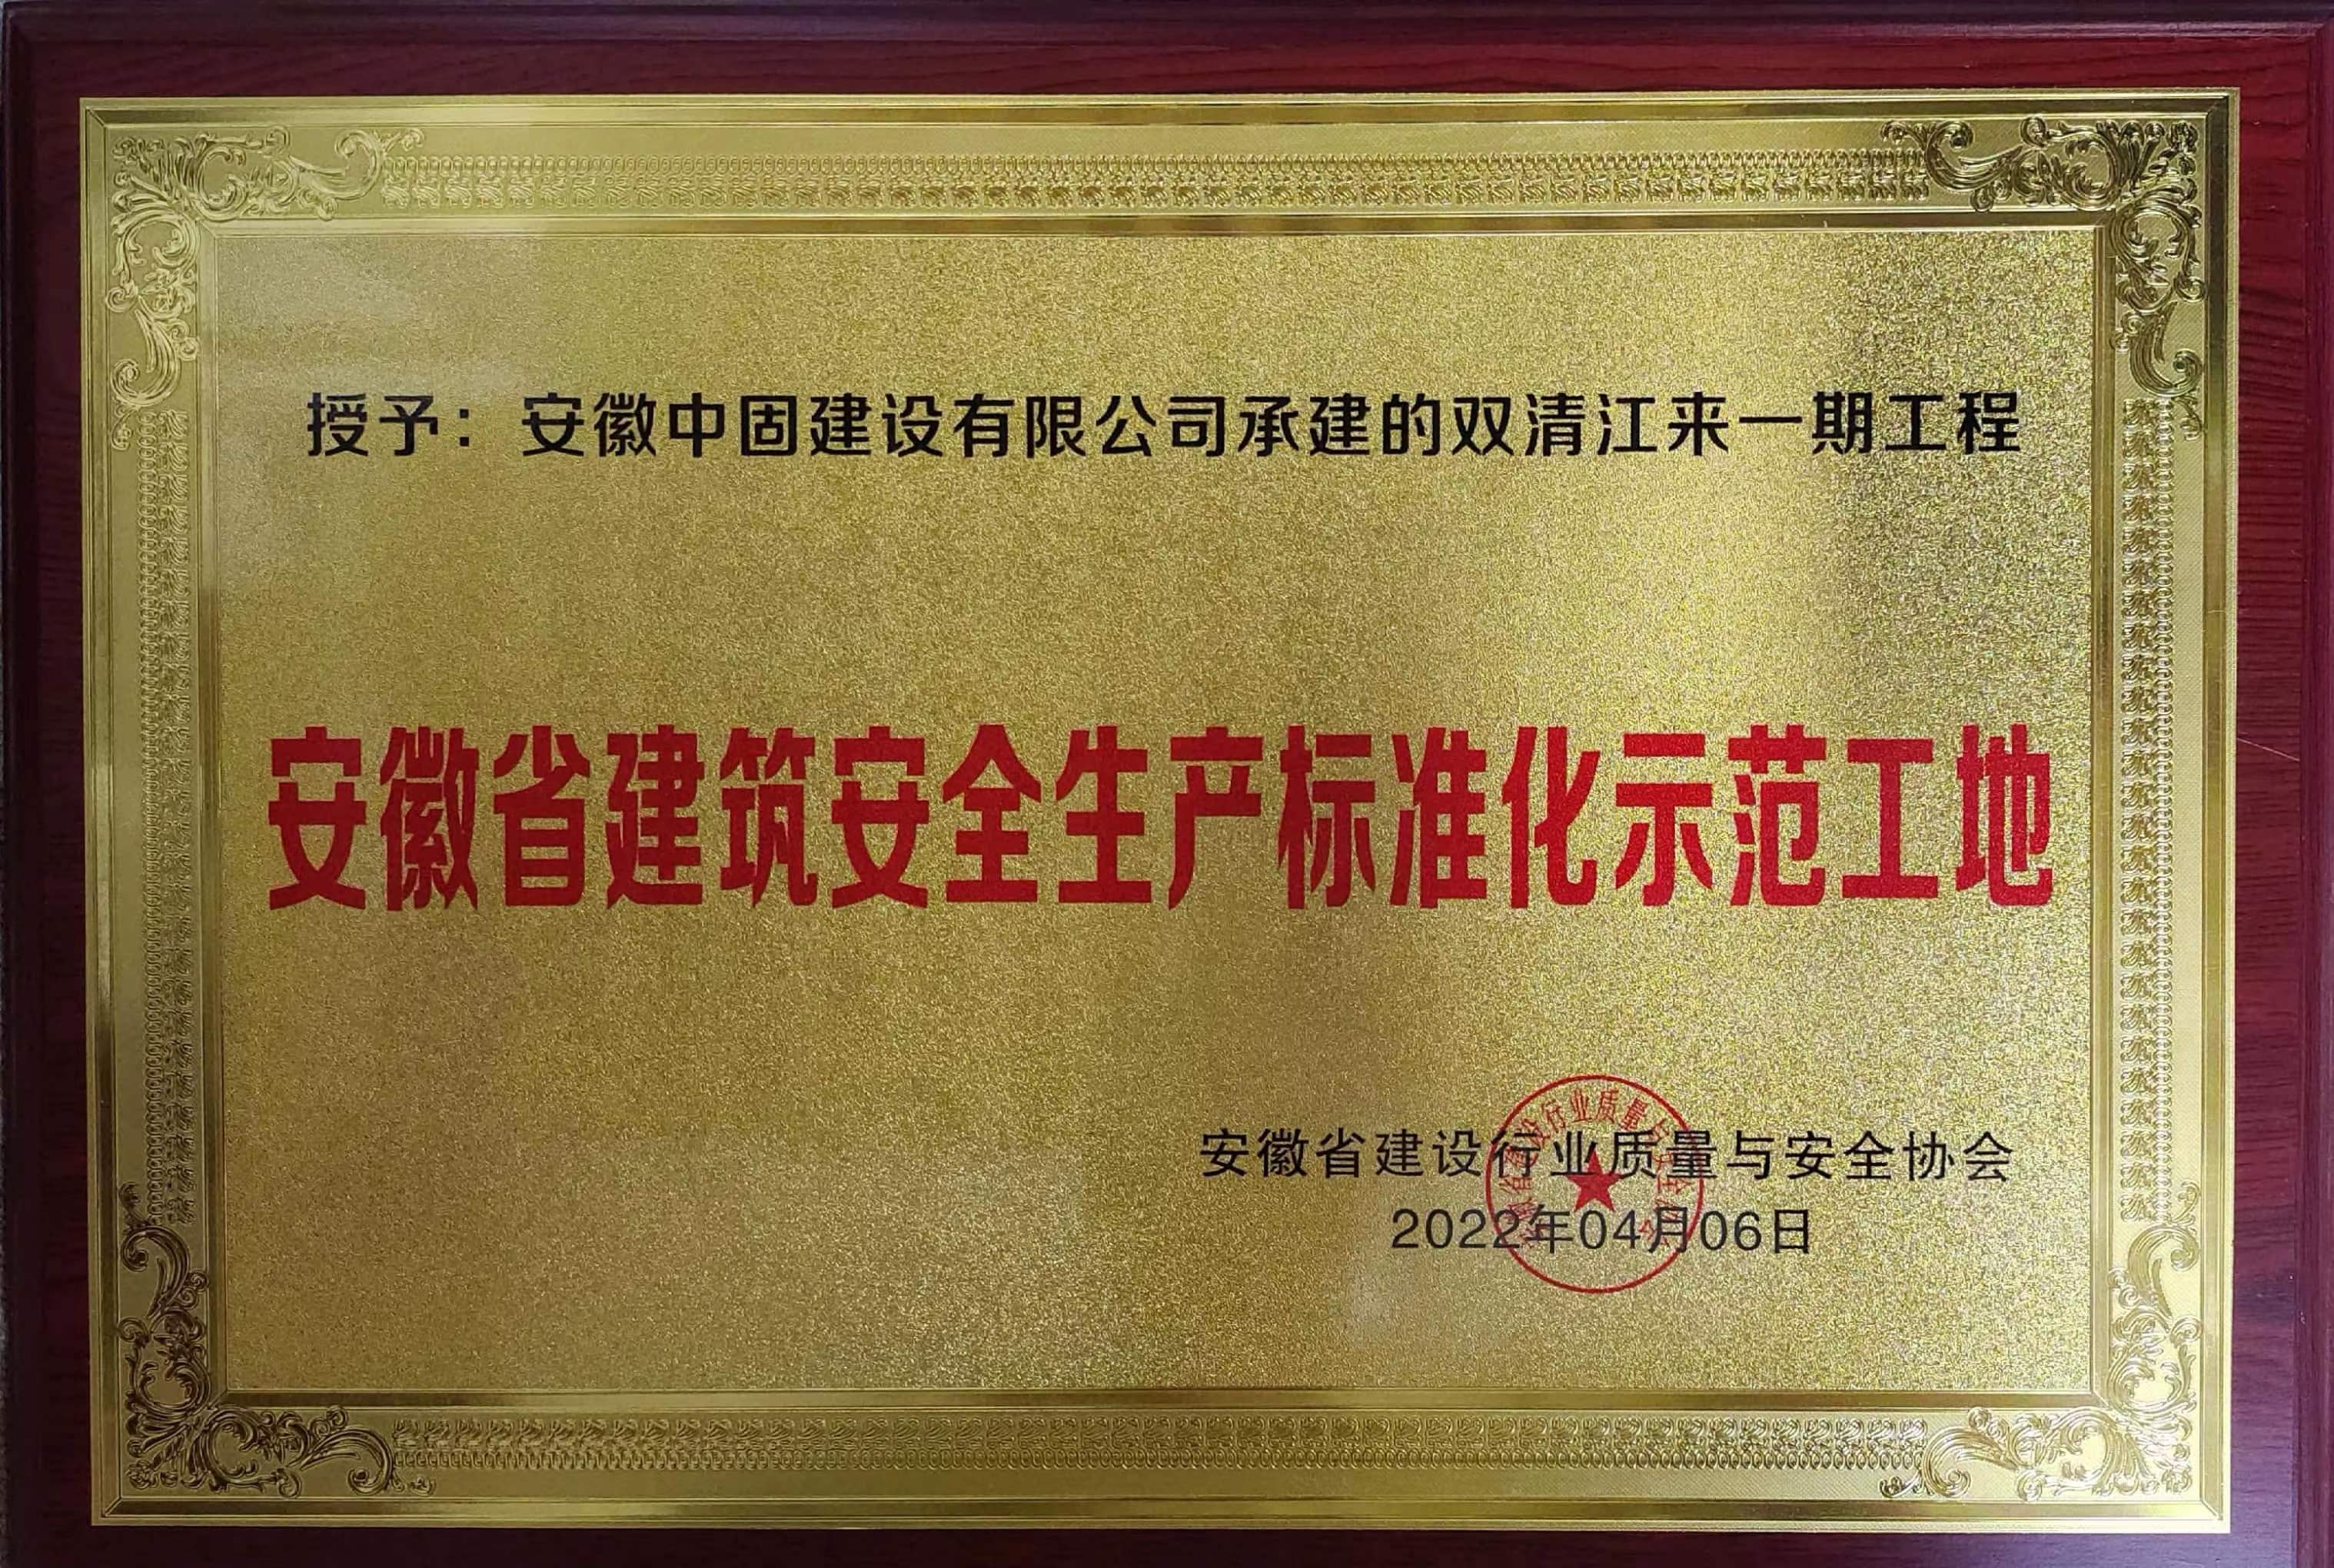 授予：安徽中固建设有限公司承建的双清江来一期工程
安徽省建筑安全生产标准化示范工地
安徽省建设行业质量与安全协会
2022年04月06日